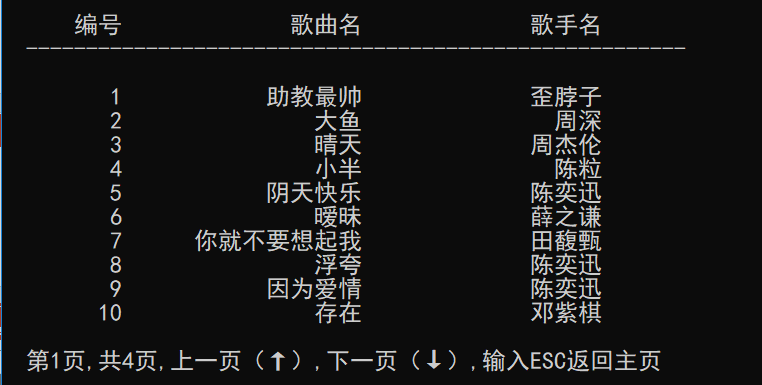 编号 歌曲名 歌手名
-------------------------------------------------------
1 助教最帅 歪脖子
2 大鱼 周深
3 晴天 周杰伦
4 小半 陈粒
5 阴天快乐 陈奕迅
6 暧昧 薛之谦
7 你就不要想起我 田馥甄
8 浮夸 陈奕迅
9 因为爱情 陈奕迅
10 存在 邓紫棋
第1页,共4页,上一页（↑）,下一页（↓）,输入ESC返回主页